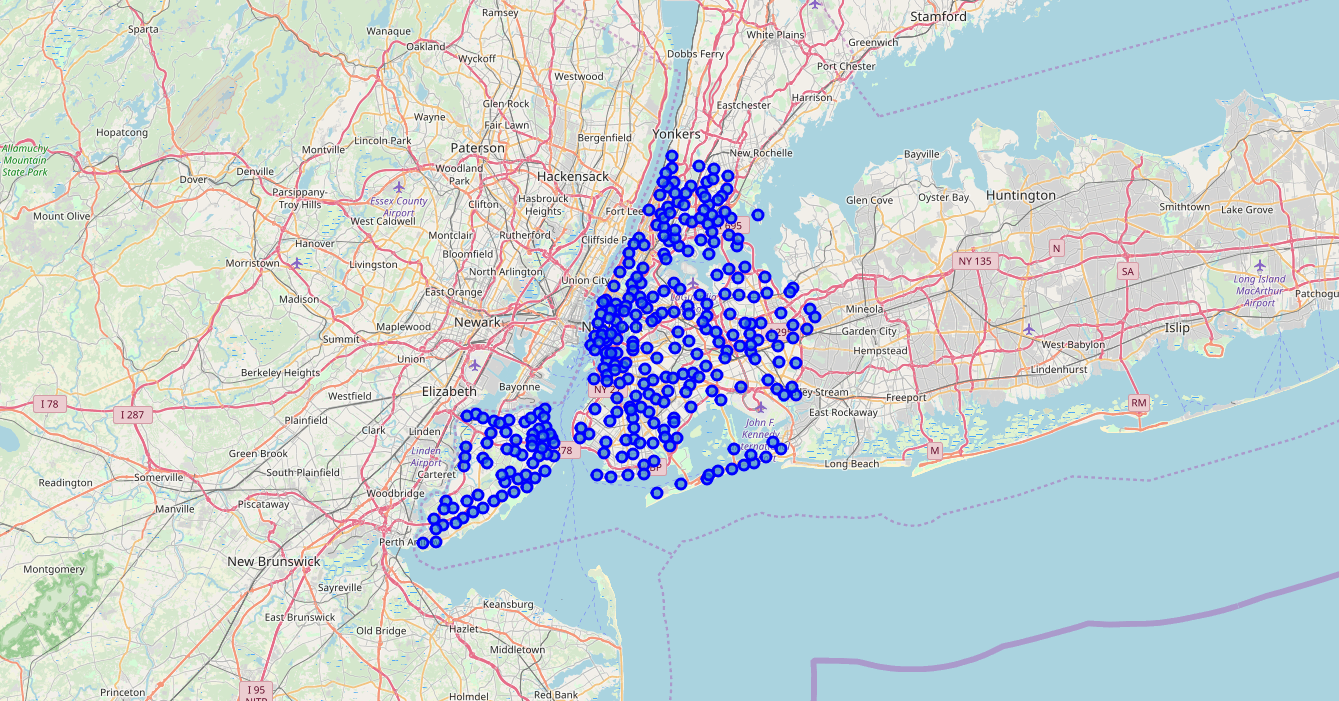 Sparta
Ramsey
Wanaque
Oakland
Wyckoff
Dobbs Ferry
White Plains
Stamford
Greenwich
Port Chester
Westwood
Harrison
Eastchester
Glen Rock
Fair Lawn
Wayne
Hopatcong
Lincoln Park
Bergenfield
Yonkers
Allamuchy
Mountain
State Park
Montville
Paterson
New Rochelle
Bayville
Denville
Dover
Woodland
Park
Hackensack
Parsippany-
Troy Hills
Essex County
Airport
Hasbrouck
Heights
Clifton
Glen Cove
Oyster Bay
Huntington
Smithtown
Lake Grove
Mount Olive
West Caldwell
Fort Lee
Hanover
Montclair
Rutherford
695
Cliffside Pa
N
NY 135
SA
Morristown
Livingston
Bloomfield
North Arlington
Union City
Long Island
MacArthur
Airport
Patchogu
Madison
East Orange
Newark
N
Mineola
Garden City
Islip
Maplewood
Summit
Union
Hempstead
West Babylon
Berkeley Heights
Lindenhurst
Bayonne
Elizabeth
Westfield
Freeport
RM
I 78
I 287
East Rockaway
John F.
Kennedy
Clark
Linden
Linden
Airport
Green Brook
278
M
Long Beach
South Plainfield
Carteret
Somerville
Readington
Woodbridge
Manville
Piscataway
Perth Am
New Brunswick
Montgomery
Sayreville
Keansburg
East Brunswick
Old Bridge
Hazlet
Middletown
Princeton
I 95
Holmdel
Red Bank